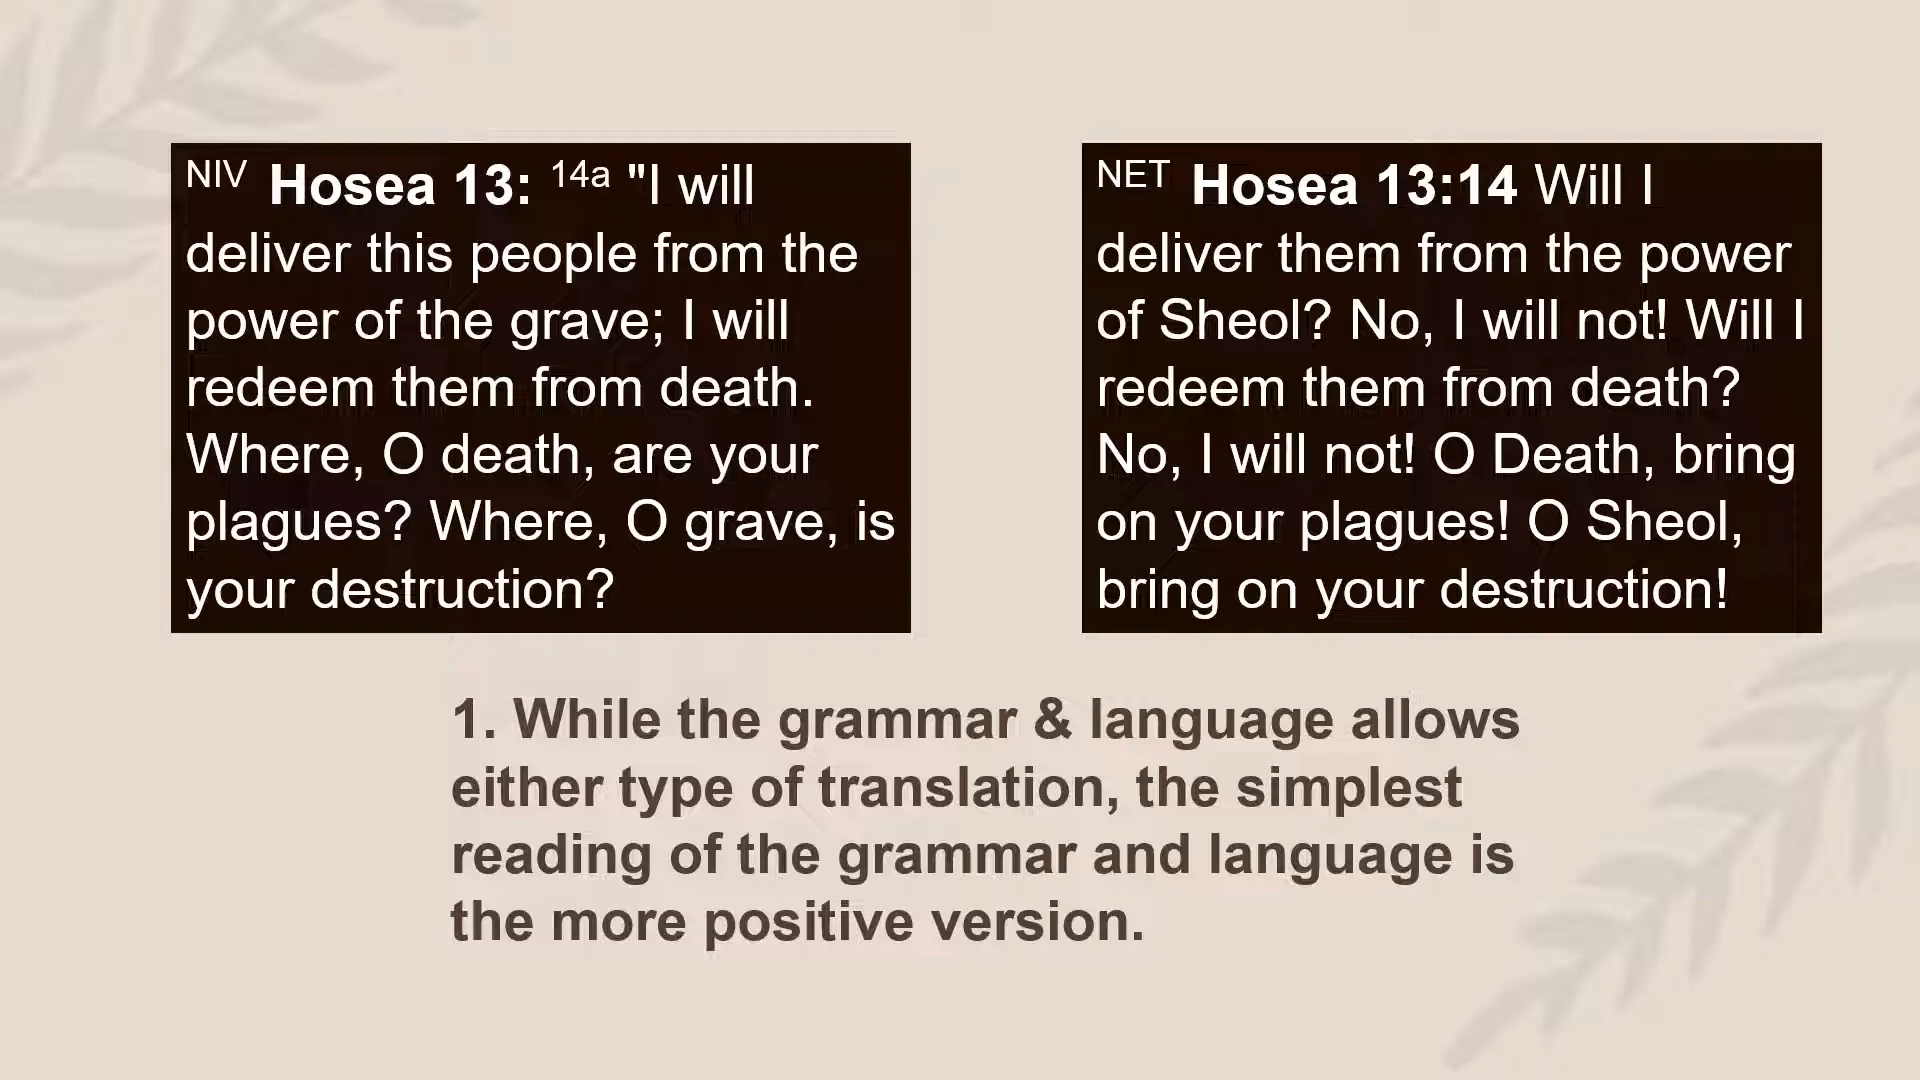 NIV Hosea 13: 14a "I will
deliver this people from the
power of the grave; I will
redeem them from death.
Where, O death, are your
plagues? Where, O grave, is
your destruction?
NET Hosea 13:14 Will I
deliver them from the power
of Sheol? No, I will not! Will I
redeem them from death?
No, I will not! O Death, bring
on your plagues! O Sheol,
bring on your destruction!
1. While the grammar & language allows
either type of translation, the simplest
reading of the grammar and language is
the more positive version.